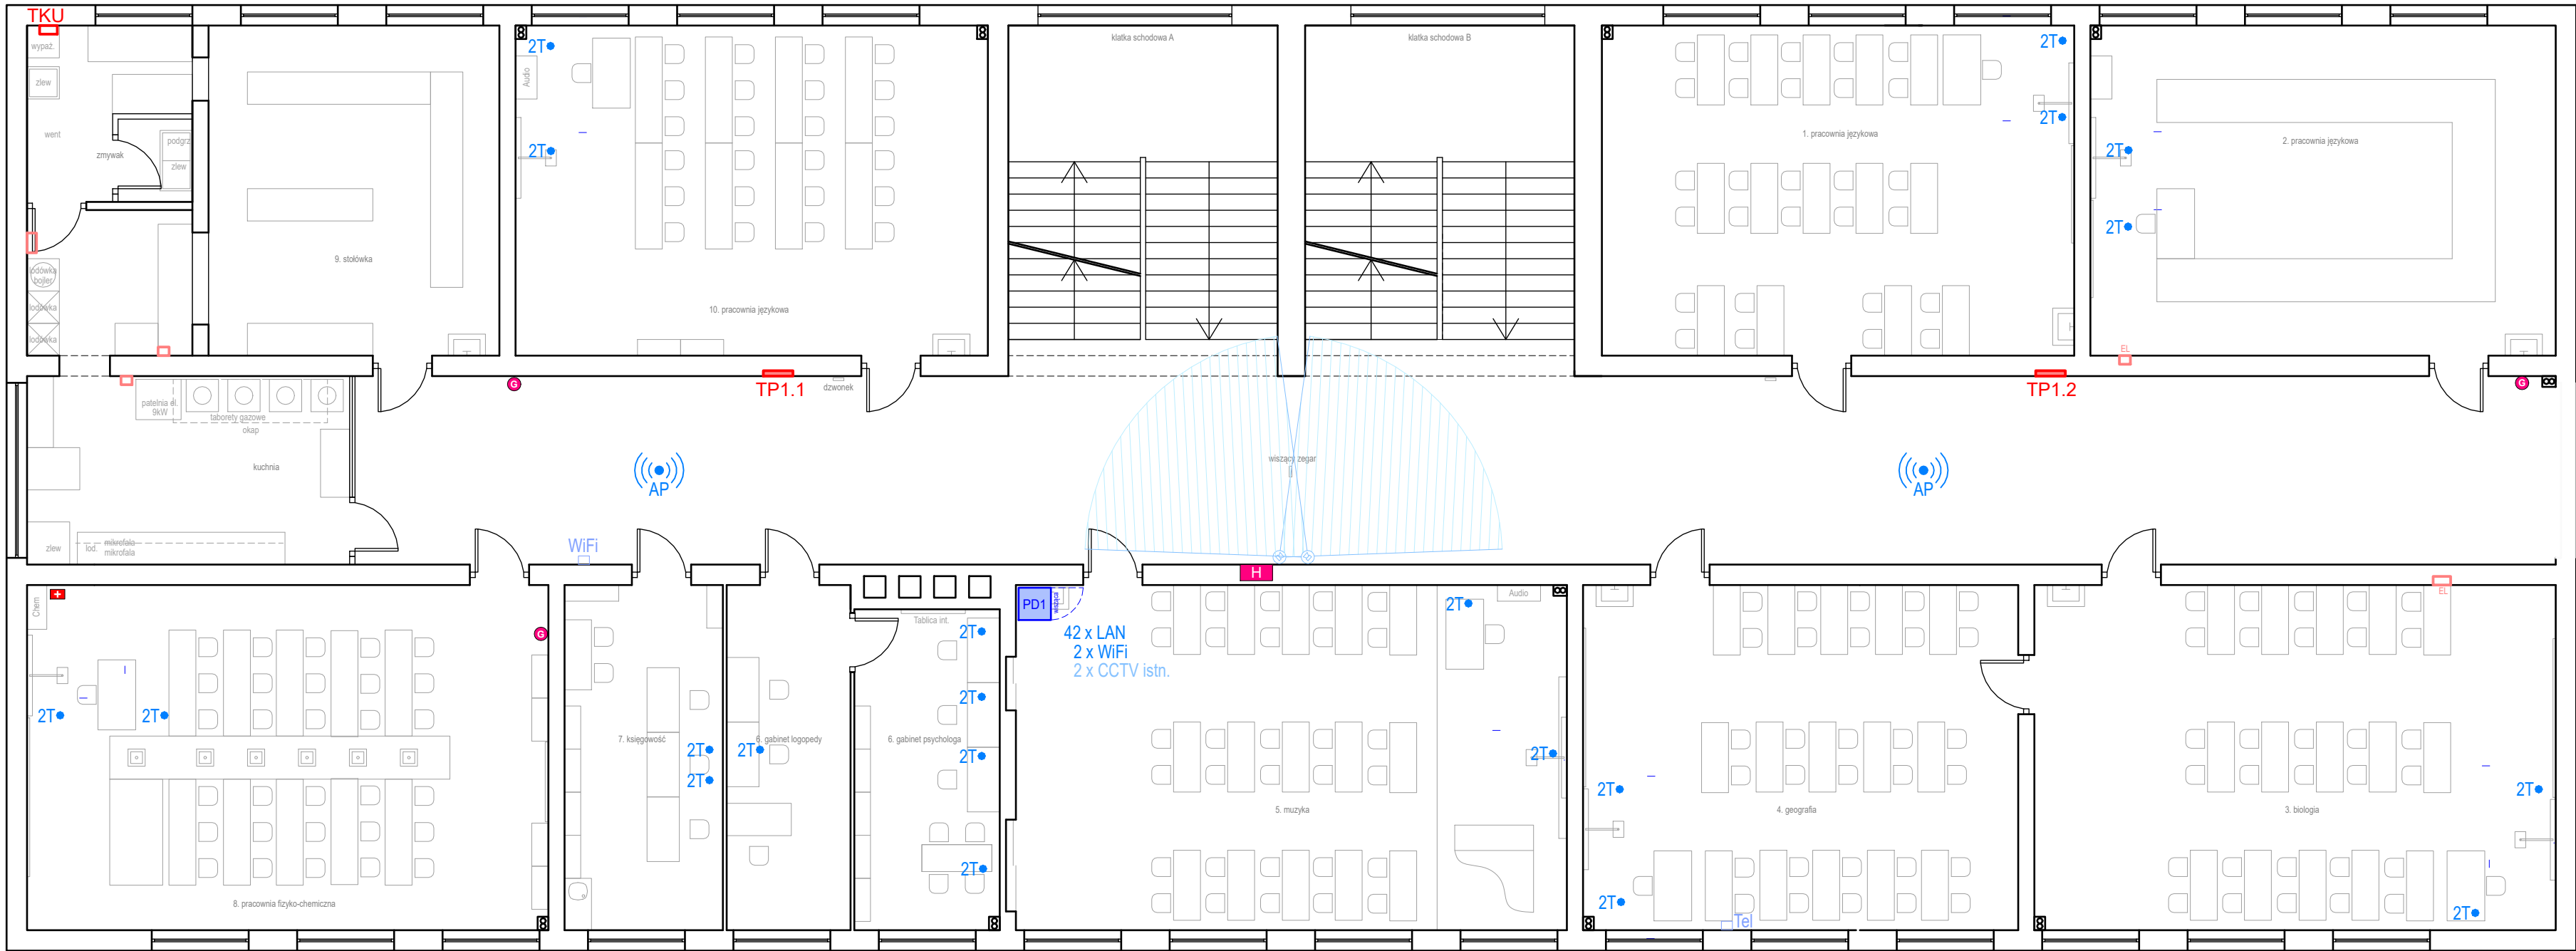 TKU
wypaż.
zlew
went
zmywak
podgrz
zlew
lodówka
bojler
lodówka
lodówka
9. stołówka
2T
Audio
2T
10. pracownia językowa
klatka schodowa A
klatka schodowa B
2T
2T
1. pracownia językowa
2T
2T
2. pracownia językowa
EL
G
TP1.1
dzwonek
TP1.2
G
patelnia el.
9kW
taborety gazowe
okap
kuchnia
zlew
lod.
mikrofala
mikrofala
AP
wiszący zegar
AP
WiFi
H
EL
Chem
G
2T
2T
8. pracownia fizyko-chemiczna
7. księgowość
2T
2T
6. gabinet logopedy
2T
6. gabinet psychologa
Tablica int.
2T
2T
2T
2T
PD1
wisząca
42 x LAN
2 x WiFi
2 x CCTV istn.
5. muzyka
2T
Audio
2T
4. geografia
2T
2T
Tel
3. biologia
2T
2T